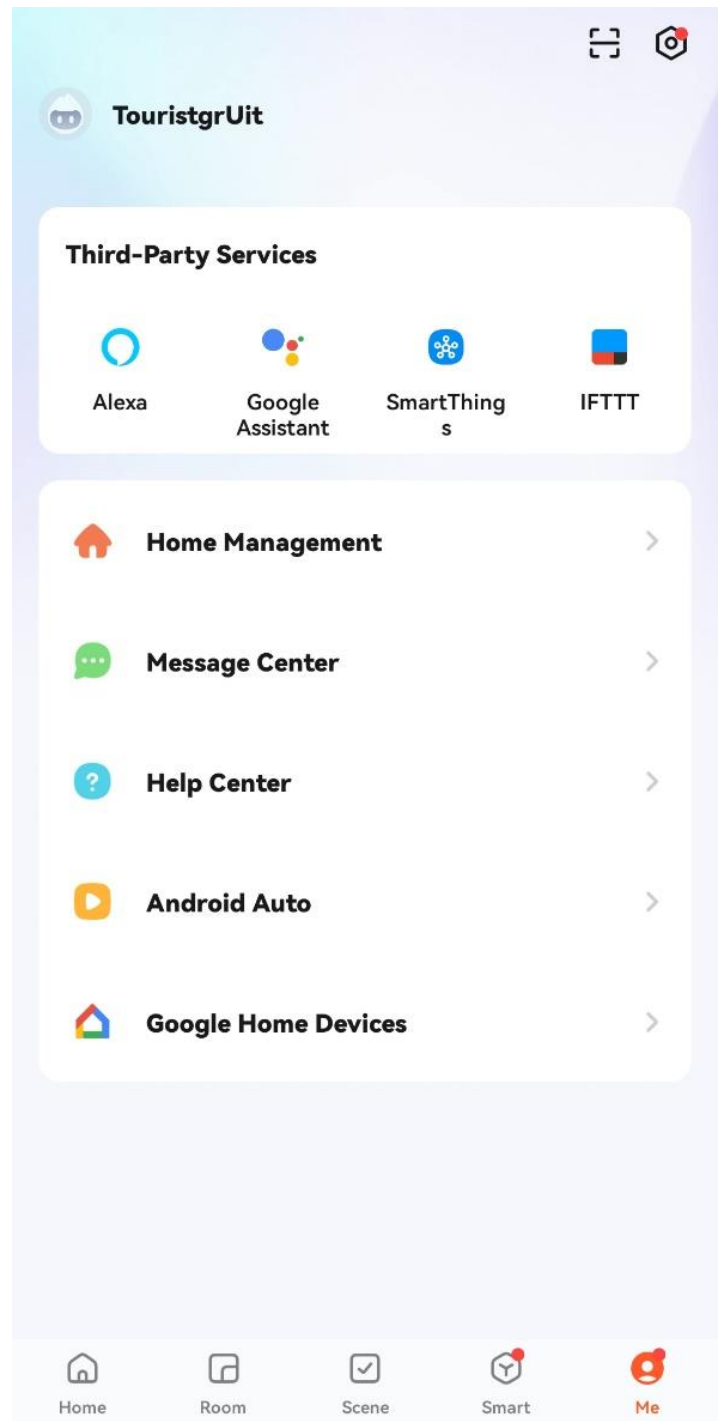 TouristgrUit
Third-Party Services
Alexa
Google
Assistant
SmartThing
s
IFTTT
Home Management
Message Center
Help Center
Android Auto
Google Home Devices
Home
Room
Scene
Smart
Me